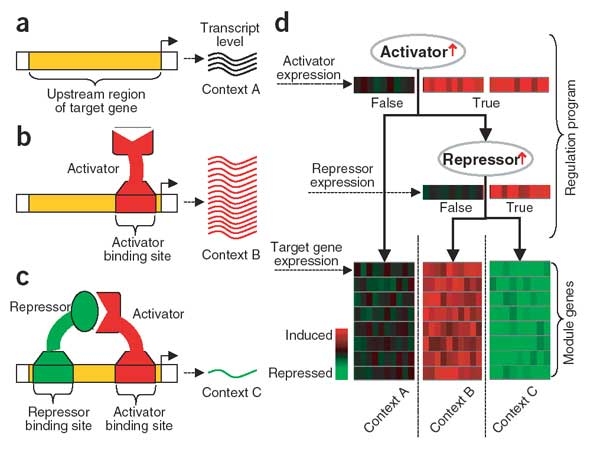 a
Transcript
level
Upstream region
of target gene
Context A
b
Activator
Activator
binding site
Context B
c
Repressor
Activator
Repressor
binding site
Activator
binding site
Context C
d
Activator↑
Activator
expression
False
True
Repressor↑
Repressor
expression
False
True
Regulation program
Target gene
expression
Induced
Repressed
Module genes
Context A
Context B
Context C